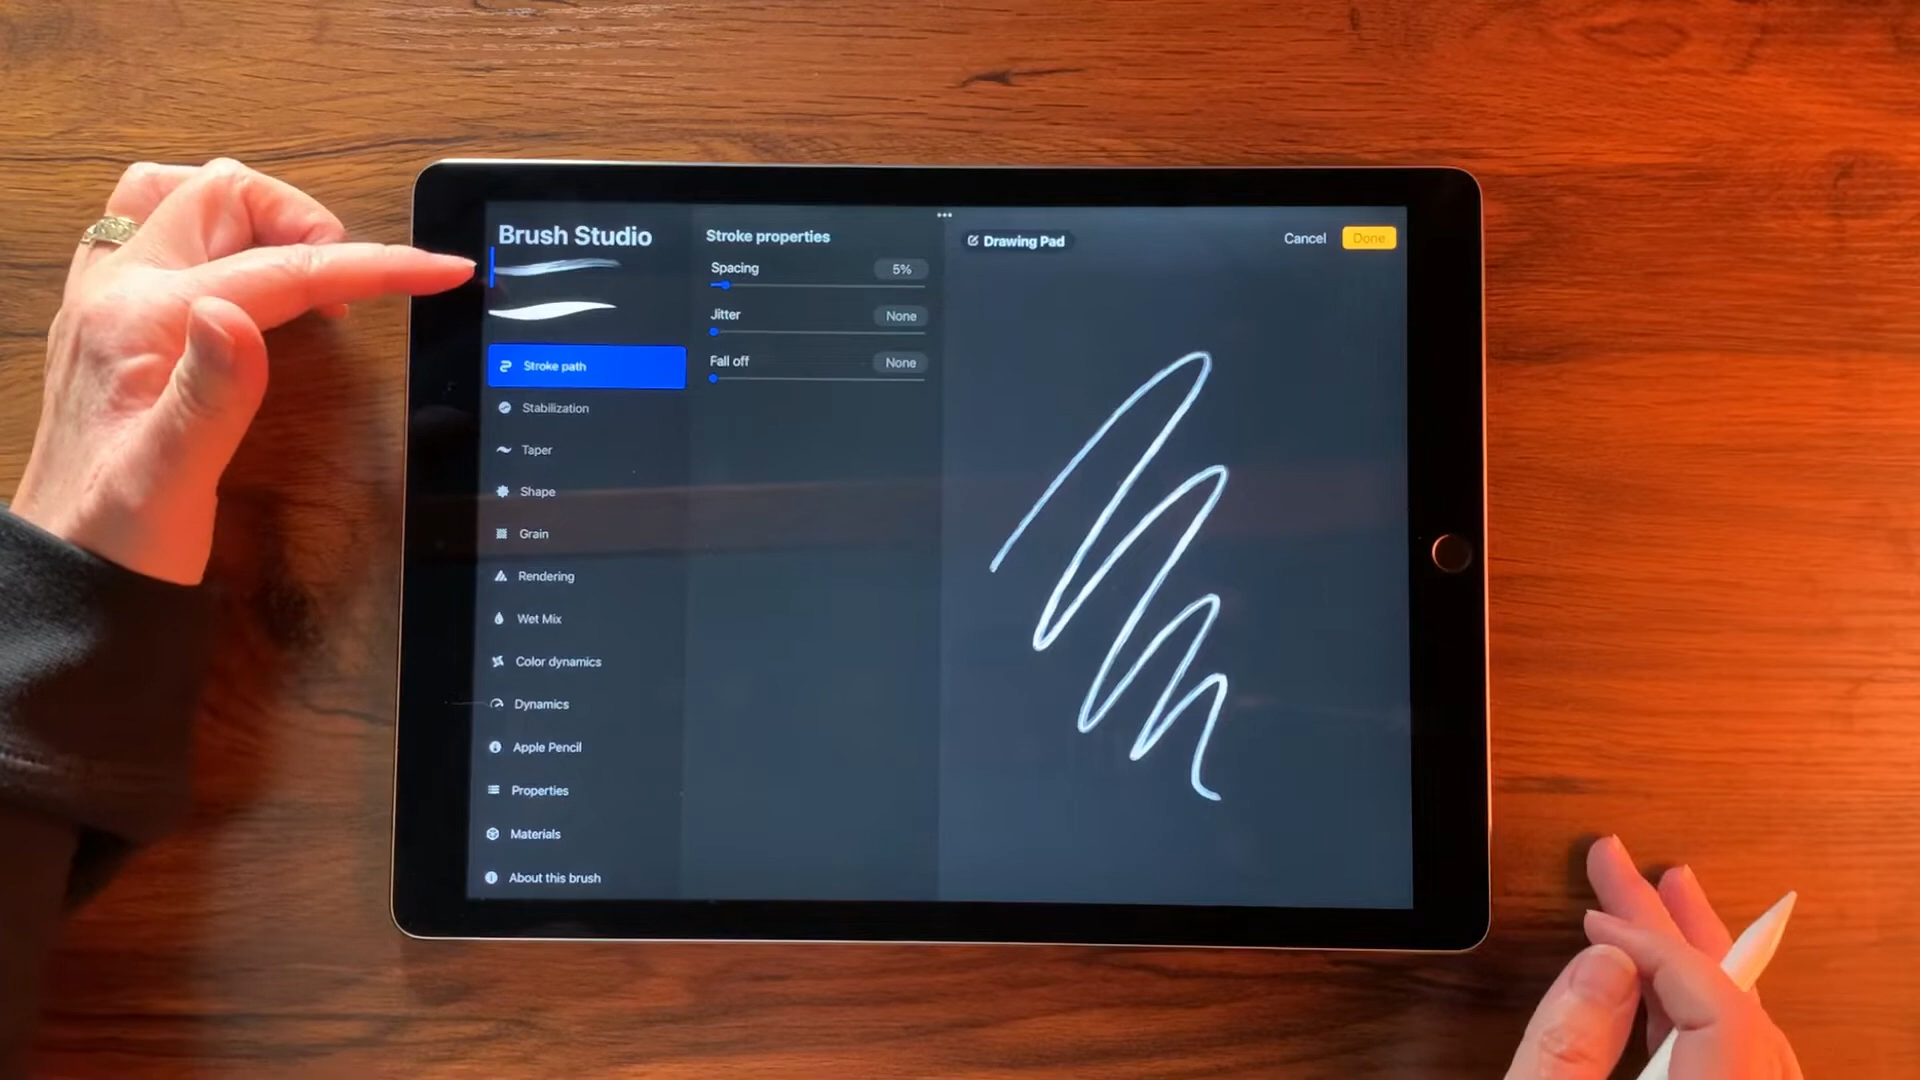 Brush Studio
Stroke path
Stabilization
Taper
Shape
Grain
Rendering
Wet Mix
Color dynamics
Dynamics
Apple Pencil
Properties
Materials
About this brush
Stroke properties
Spacing 5%
Jitter None
Fall off None
Drawing Pad
Cancel Done